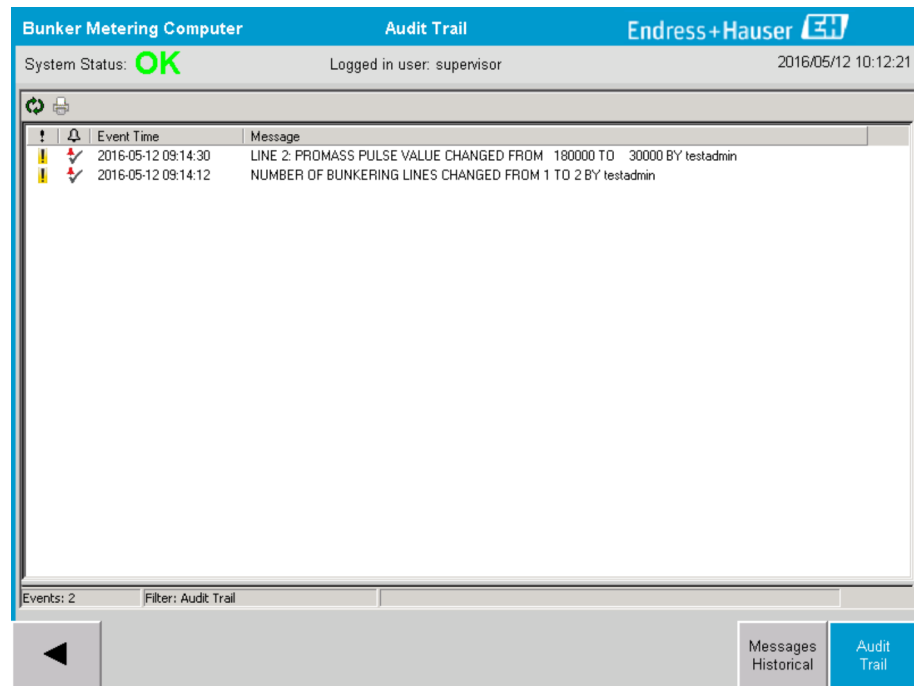 Bunker Metering Computer Audit Trail Endress+Hauser EH
System Status: OK Logged in user: supervisor 2016/05/12 10:12:21
! Event Time Message
! 2016-05-12 09:14:30 LINE 2: PROMASS PULSE VALUE CHANGED FROM 180000 TO 30000 BY testadmin
! 2016-05-12 09:14:12 NUMBER OF BUNKERING LINES CHANGED FROM 1 TO 2 BY testadmin
Events: 2 Filter: Audit Trail
Messages Historical
Audit Trail